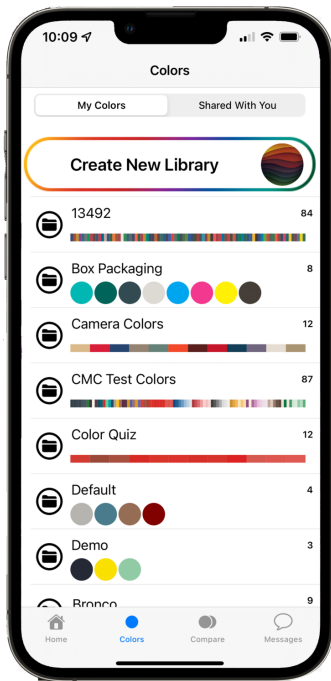 10:09
Colors
My Colors Shared With You
Create New Library
13492 84
Box Packaging 8
Camera Colors 12
CMC Test Colors 87
Color Quiz 12
Default 4
Demo 3
Bronco 9
Home Colors Compare Messages